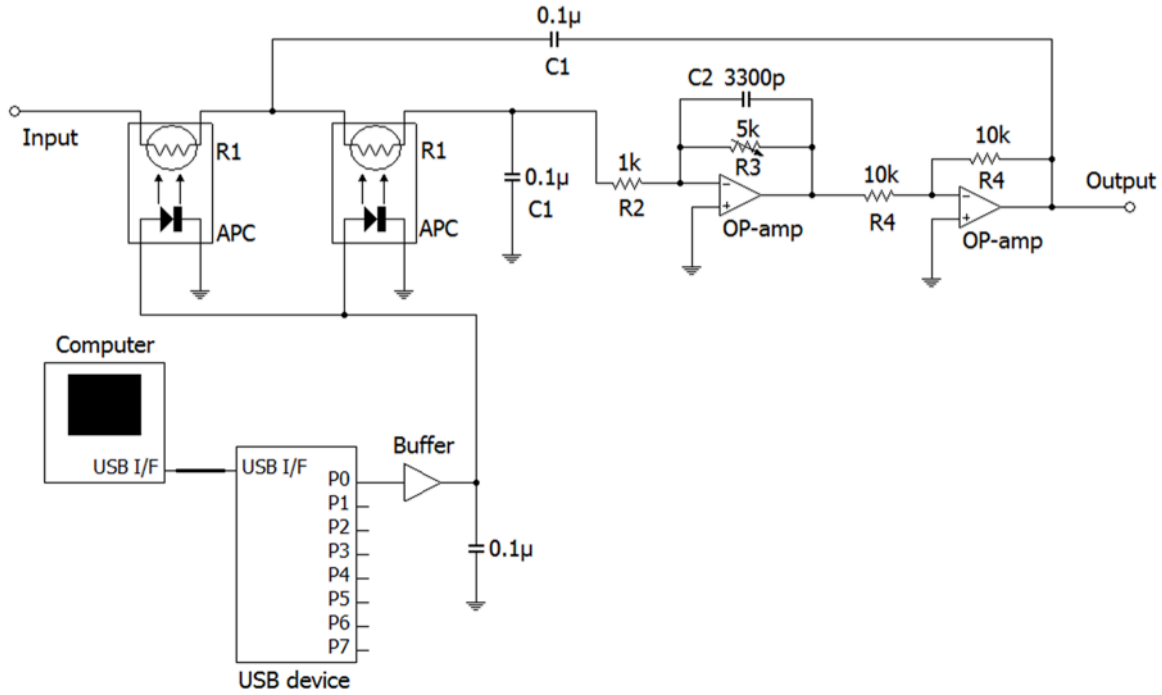 0.1µ
C1
C2 3300p
Input
R1
R1
5k
R3
10k
R4
1k
R2
10k
R4
0.1µ
C1
Output
APC
APC
OP-amp
OP-amp
-
+
-
+
Computer
USB I/F
USB I/F
Buffer
P0
P1
P2
P3
P4
P5
P6
P7
0.1µ
USB device